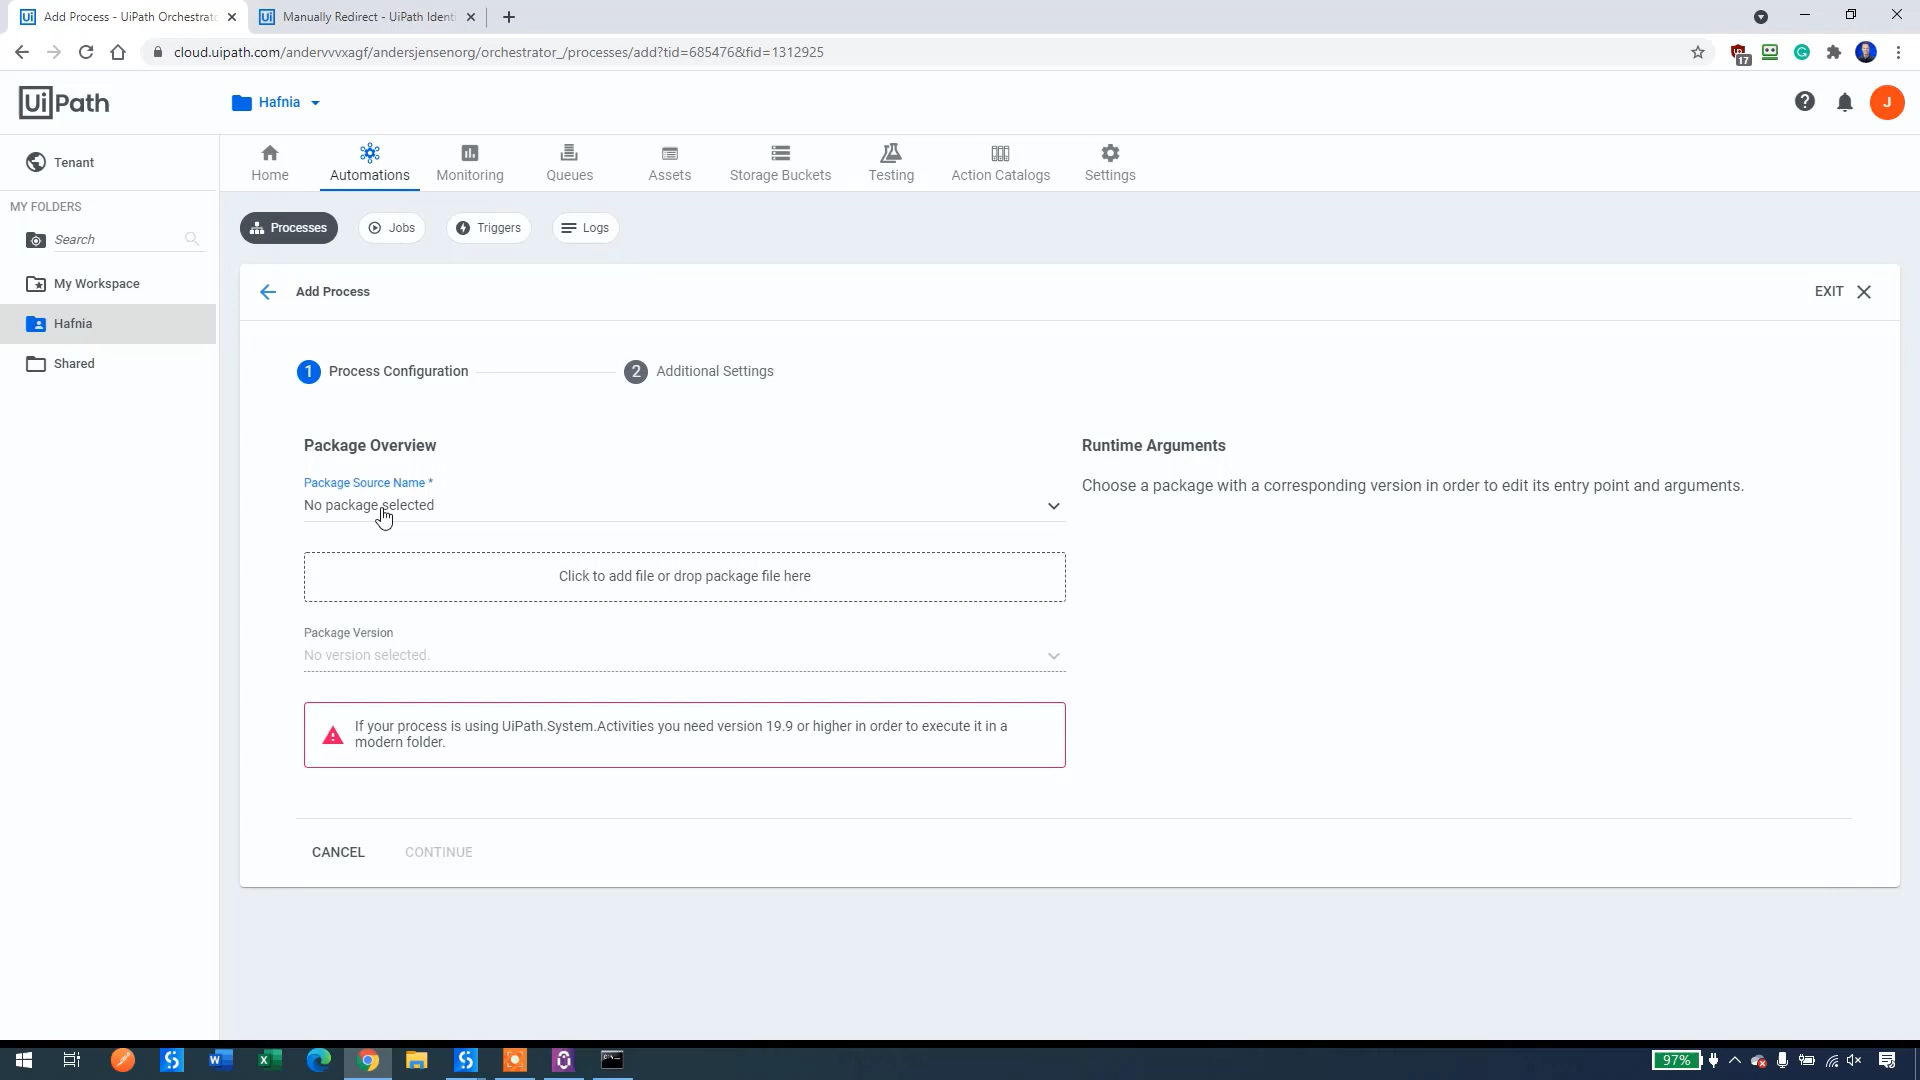 Add Process - UiPath Orchestrato
Manually Redirect - UiPath Identi
cloud.uipath.com/andervvvxagf/andersjensenorg/orchestrator_/processes/add?tid=685476&fid=1312925
17
UiPath
Hafnia
J
Tenant
Home
Automations
Monitoring
Queues
Assets
Storage Buckets
Testing
Action Catalogs
Settings
MY FOLDERS
Search
My Workspace
Hafnia
Shared
Processes
Jobs
Triggers
Logs
Add Process
EXIT
1 Process Configuration
2 Additional Settings
Package Overview
Package Source Name *
No package selected
Click to add file or drop package file here
Package Version
No version selected.
If your process is using UiPath.System.Activities you need version 19.9 or higher in order to execute it in a
modern folder.
Runtime Arguments
Choose a package with a corresponding version in order to edit its entry point and arguments.
CANCEL
CONTINUE
97%